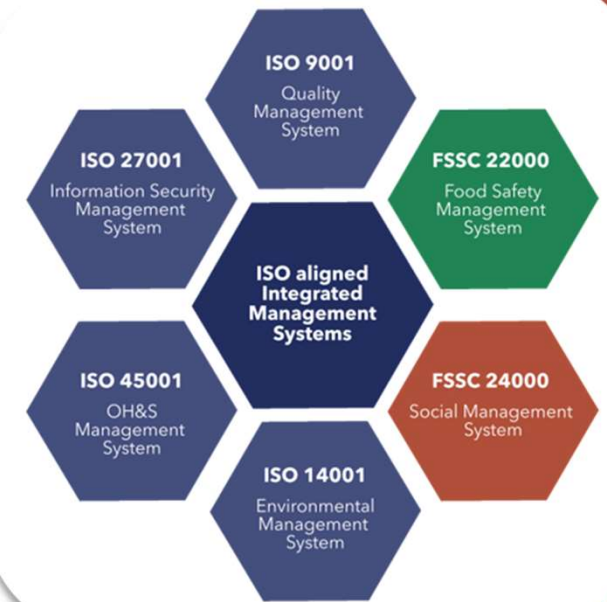 ISO 9001
Quality
Management
System
ISO 27001
Information Security
Management
System
FSSC 22000
Food Safety
Management
System
ISO aligned
Integrated
Management
Systems
ISO 45001
OH&S
Management
System
FSSC 24000
Social Management
System
ISO 14001
Environmental
Management
System